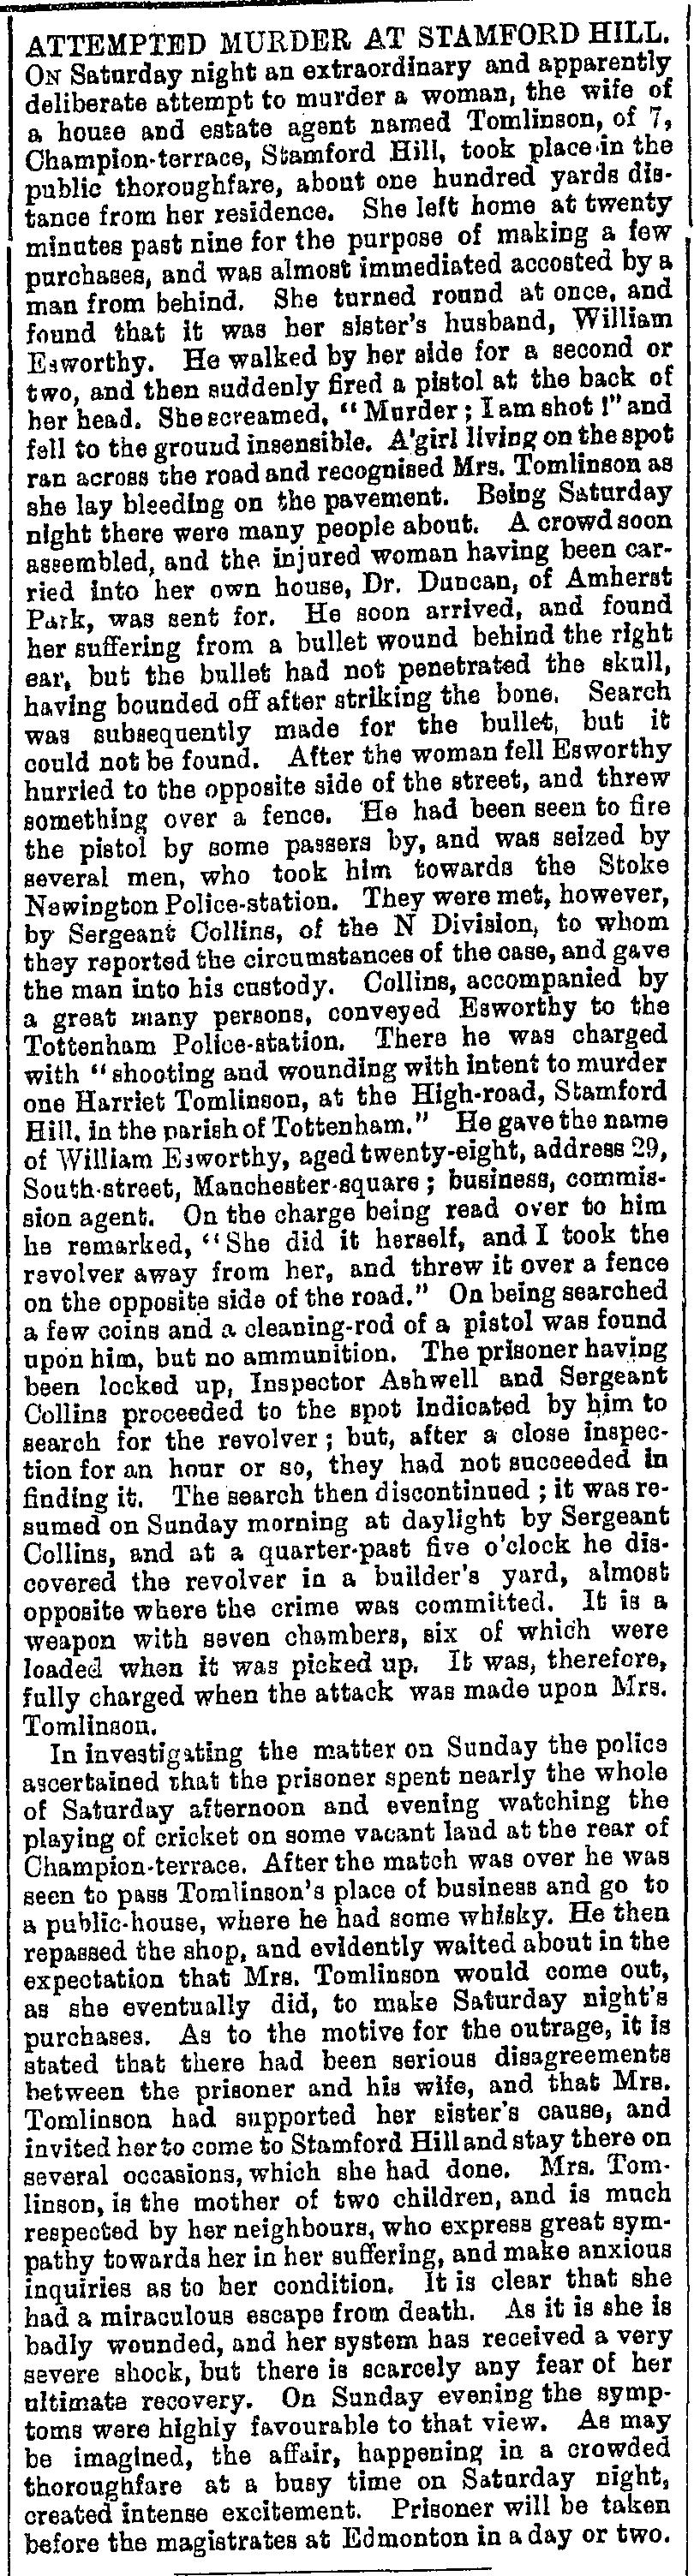 ATTEMPTED MURDER AT STAMFORD HILL.
ON Saturday night an extraordinary and apparently
deliberate attempt to murder a woman, the wife of
a house and estate agent named Tomlinson, of 7,
Champion-terrace, Stamford Hill, took place in the
public thoroughfare, about one hundred yards dis-
tance from her residence. She left home at twenty
minutes past nine for the purpose of making a few
purchases, and was almost immediated accosted by a
man from behind. She turned round at once, and
found that it was her sister's husband, William
Esworthy. He walked by her side for a second or
two, and then suddenly fired a pistol at the back of
her head. She screamed, "Murder; I am shot!" and
fell to the ground insensible. A girl living on the spot
ran across the road and recognised Mrs. Tomlinson as
she lay bleeding on the pavement. Being Saturday
night there were many people about. A crowd soon
assembled, and the injured woman having been car-
ried into her own house, Dr. Duncan, of Amherst
Park, was sent for. He soon arrived, and found
her suffering from a bullet wound behind the right
ear, but the bullet had not penetrated the skull,
having bounded off after striking the bone. Search
was subsequently made for the bullet, but it
could not be found. After the woman fell Esworthy
hurried to the opposite side of the street, and threw
something over a fence. He had been seen to fire
the pistol by some passers by, and was seized by
several men, who took him towards the Stoke
Newington Police-station. They were met, however,
by Sergeant Collins, of the N Division, to whom
they reported the circumstances of the case, and gave
the man into his custody. Collins, accompanied by
a great many persons, conveyed Esworthy to the
Tottenham Police-station. There he was charged
with "shooting and wounding with intent to murder
one Harriet Tomlinson, at the High-road, Stamford
Hill, in the parish of Tottenham." He gave the name
of William Esworthy, aged twenty-eight, address 29,
South-street, Manchester-square; business, commis-
sion agent. On the charge being read over to him
he remarked, "She did it herself, and I took the
revolver away from her, and threw it over a fence
on the opposite side of the road." On being searched
a few coins and a cleaning-rod of a pistol was found
upon him, but no ammunition. The prisoner having
been locked up, Inspector Ashwell and Sergeant
Collins proceeded to the spot indicated by him to
search for the revolver; but, after a close inspec-
tion for an hour or so, they had not succeeded in
finding it. The search then discontinued; it was re-
sumed on Sunday morning at daylight by Sergeant
Collins, and at a quarter-past five o'clock he dis-
covered the revolver in a builder's yard, almost
opposite where the crime was committed. It is a
weapon with seven chambers, six of which were
loaded when it was picked up. It was, therefore,
fully charged when the attack was made upon Mrs.
Tomlinson.
In investigating the matter on Sunday the police
ascertained that the prisoner spent nearly the whole
of Saturday afternoon and evening watching the
playing of cricket on some vacant land at the rear of
Champion-terrace. After the match was over he was
seen to pass Tomlinson's place of business and go to
a public-house, where he had some whisky. He then
repassed the shop, and evidently waited about in the
expectation that Mrs. Tomlinson would come out,
as she eventually did, to make Saturday night's
purchases. As to the motive for the outrage, it is
stated that there had been serious disagreements
between the prisoner and his wife, and that Mrs.
Tomlinson had supported her sister's cause, and
invited her to come to Stamford Hill and stay there on
several occasions, which she had done. Mrs. Tom-
linson, is the mother of two children, and is much
respected by her neighbours, who express great sym-
pathy towards her in her suffering, and make anxious
inquiries as to her condition. It is clear that she
had a miraculous escape from death. As it is she is
badly wounded, and her system has received a very
severe shock, but there is scarcely any fear of her
ultimate recovery. On Sunday evening the symp-
toms were highly favourable to that view. As may
be imagined, the affair, happening in a crowded
thoroughfare at a busy time on Saturday night,
created intense excitement. Prisoner will be taken
before the magistrates at Edmonton in a day or two.